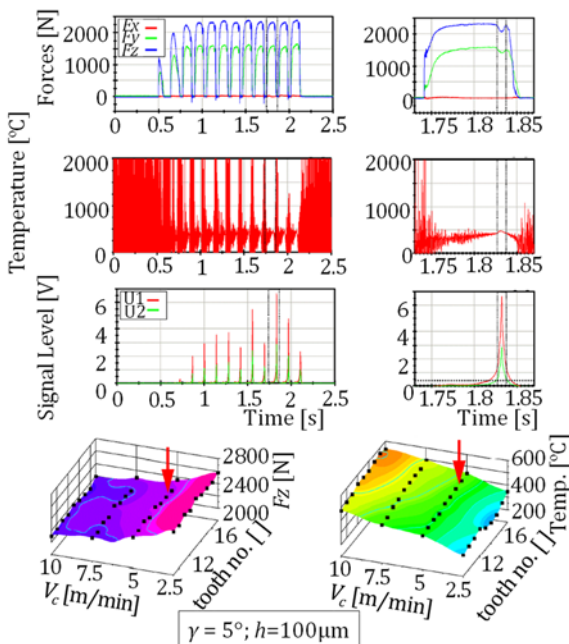 Forces [N]
2000
1000
0
Fx
Fy
Fz
0 0.5 1 1.5 2 2.5
2000
1000
0
1.75 1.8 1.85
Temperature [°C]
2000
1000
0
0 0.5 1 1.5 2 2.5
2000
1000
0
1.75 1.8 1.85
Signal Level [V]
6
4
2
0
U1
U2
0 0.5 1 1.5 2 2.5
Time [s]
6
4
2
0
1.75 1.8 1.85
Time [s]
2800
2400
2000
Fz [N]
16
12
tooth no. [ ]
10 7.5 5 2.5
Vc [m/min]
600
400
200
Temp. [°C]
16
12
tooth no. [ ]
10 7.5 5 2.5
Vc [m/min]
γ = 5°; h=100μm